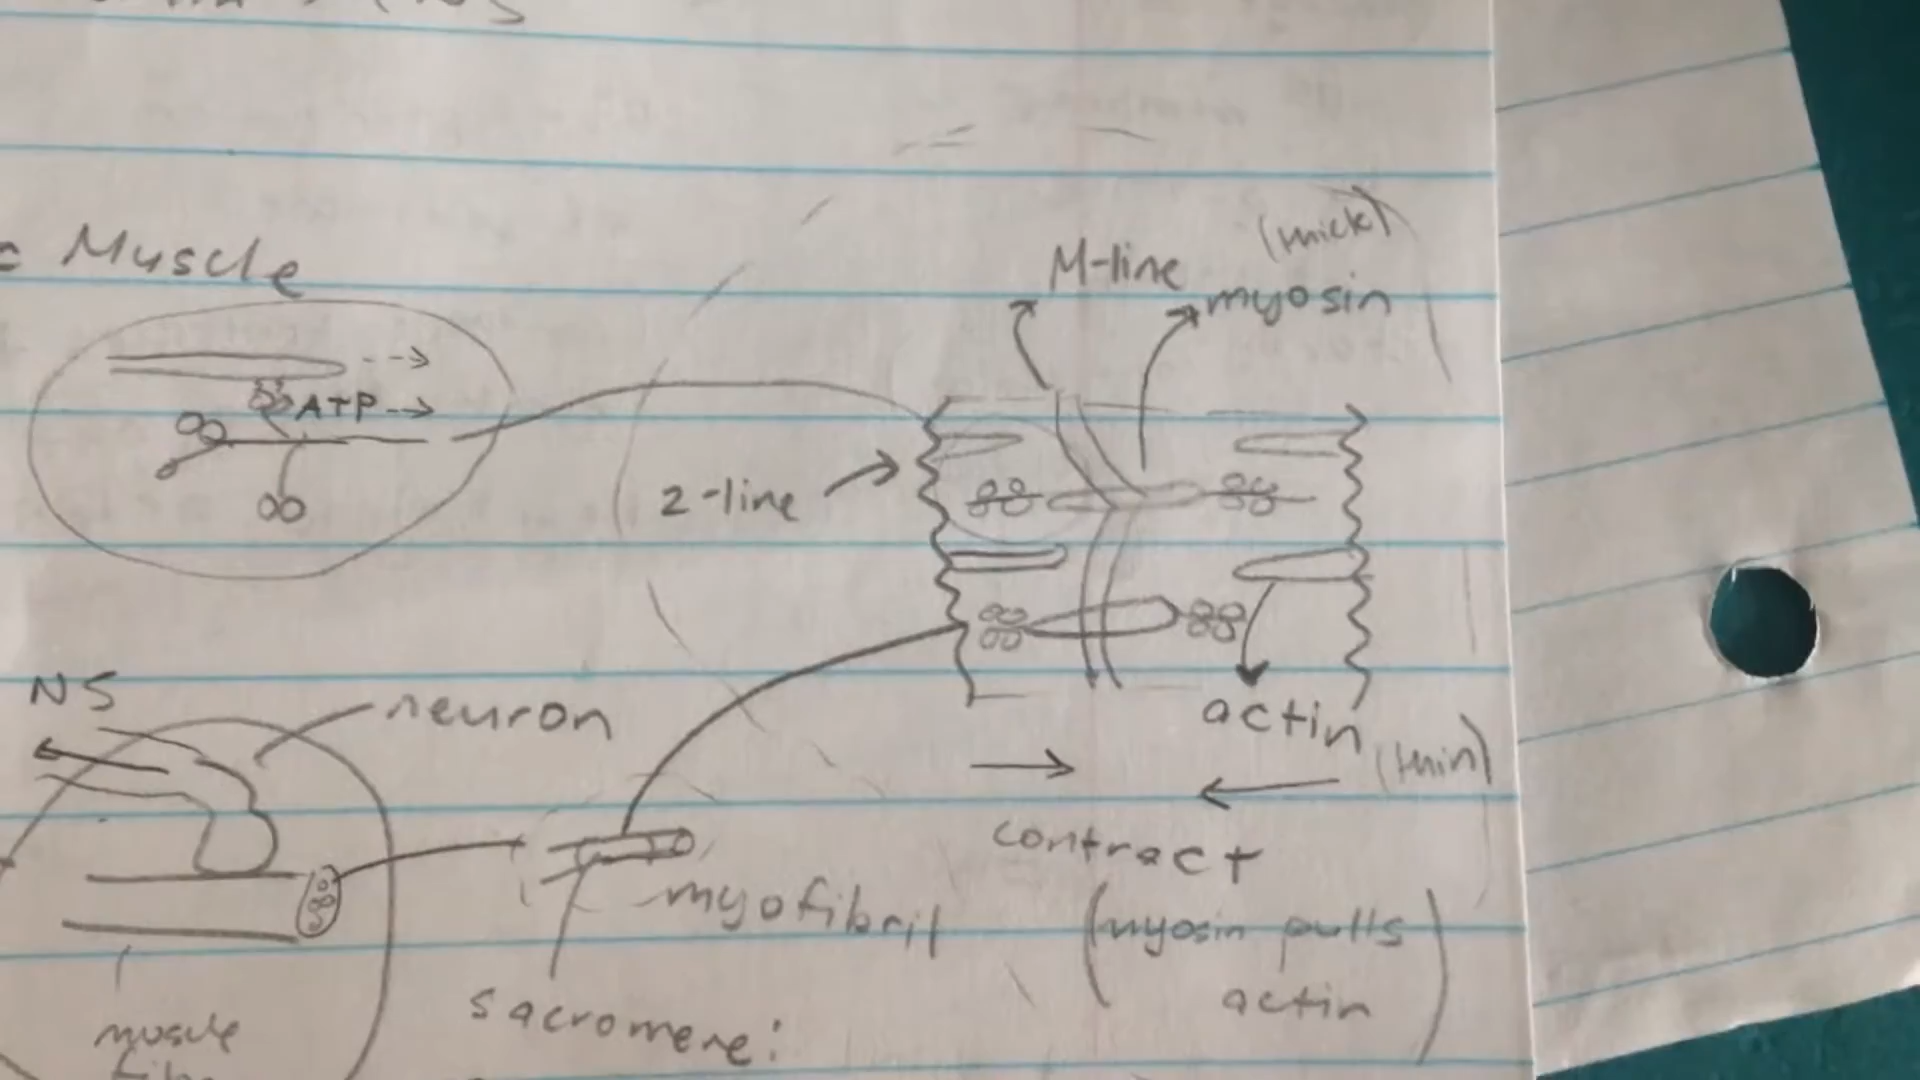 Muscle
(thick)
M-line
myosin
ATP
z-line
NS
neuron
actin
(thin)
contract
myofibril
(myosin pulls
actin)
sacromere:
muscle